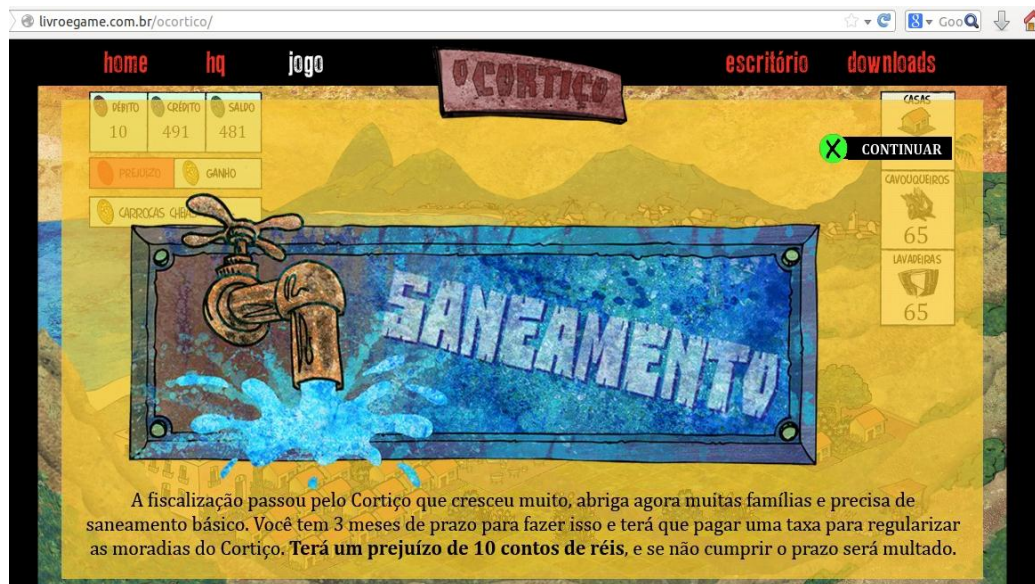 livroegame.com.br/ocortico/
Goo
home hq jogo O CORTIÇO escritório downloads
DÉBITO CRÉDITO SALDO
10 491 481
PREJUÍZO GANHO
CARROÇAS
CASAS
CONTINUAR
CAVOUQUEIROS
65
LAVADEIRAS
65
SANEAMENTO
A fiscalização passou pelo Cortiço que cresceu muito, abriga agora muitas famílias e precisa de
saneamento básico. Você tem 3 meses de prazo para fazer isso e terá que pagar uma taxa para regularizar
as moradias do Cortiço. Terá um prejuízo de 10 contos de réis, e se não cumprir o prazo será multado.